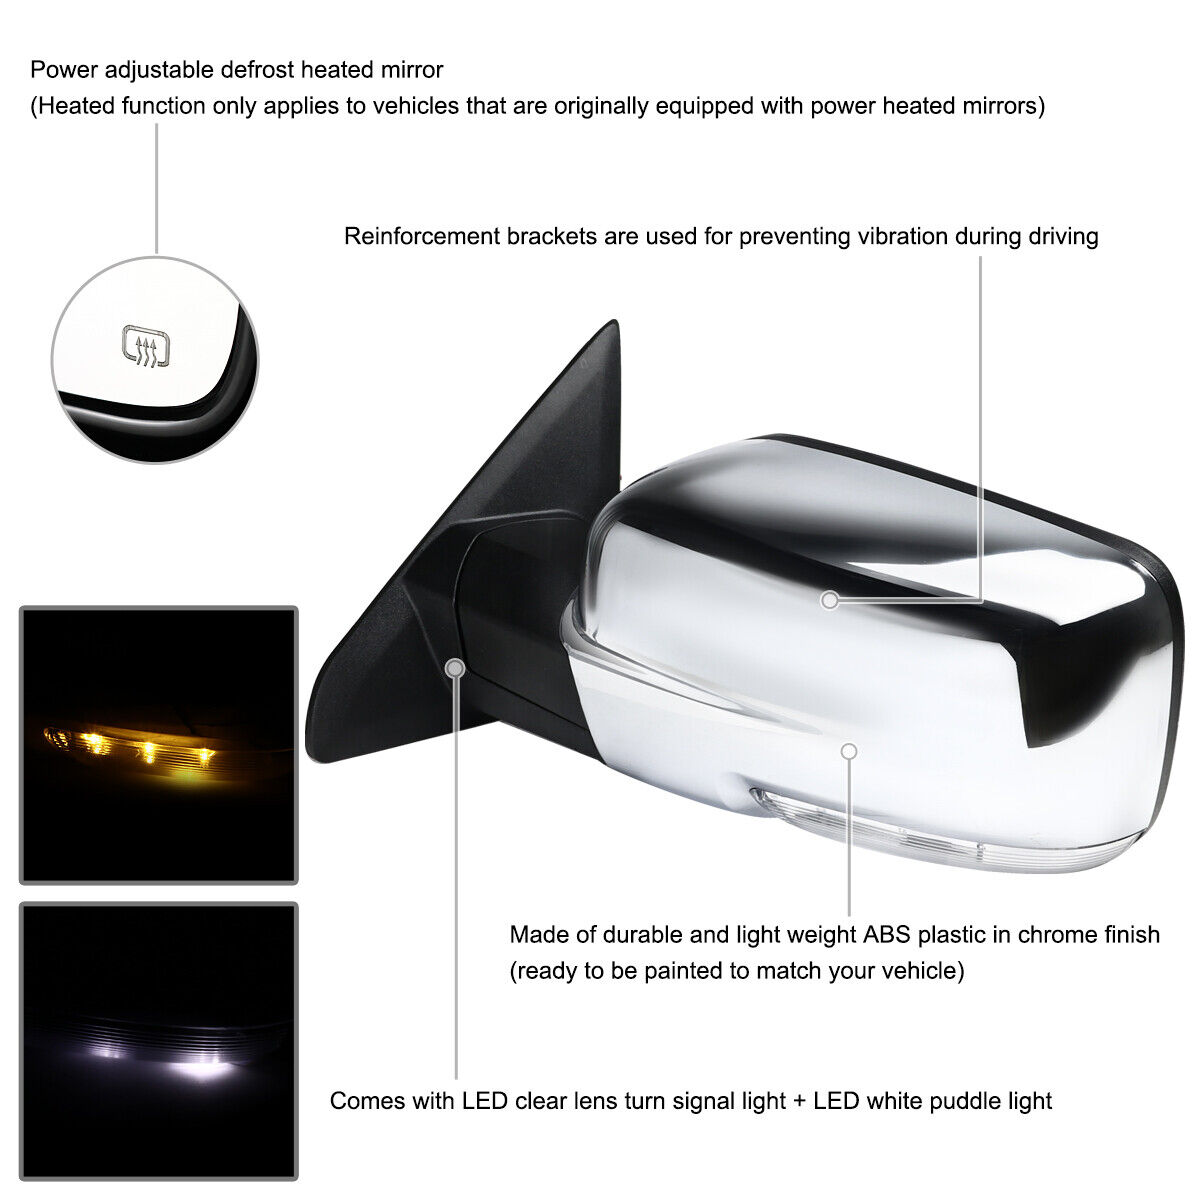 Power adjustable defrost heated mirror
(Heated function only applies to vehicles that are originally equipped with power heated mirrors)
Reinforcement brackets are used for preventing vibration during driving
Made of durable and light weight ABS plastic in chrome finish
(ready to be painted to match your vehicle)
Comes with LED clear lens turn signal light + LED white puddle light